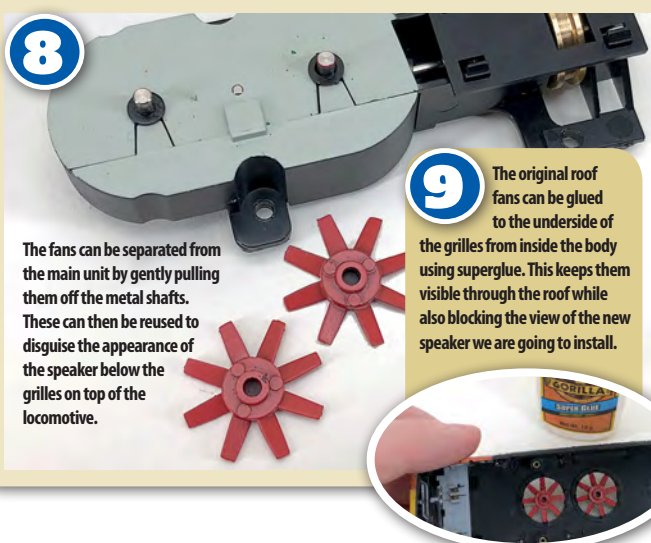 8
The fans can be separated from
the main unit by gently pulling
them off the metal shafts.
These can then be reused to
disguise the appearance of
the speaker below the
grilles on top of the
locomotive.
9
The original roof
fans can be glued
to the underside of
the grilles from inside the body
using superglue. This keeps them
visible through the roof while
also blocking the view of the new
speaker we are going to install.
GORILLA
SUPER GLUE